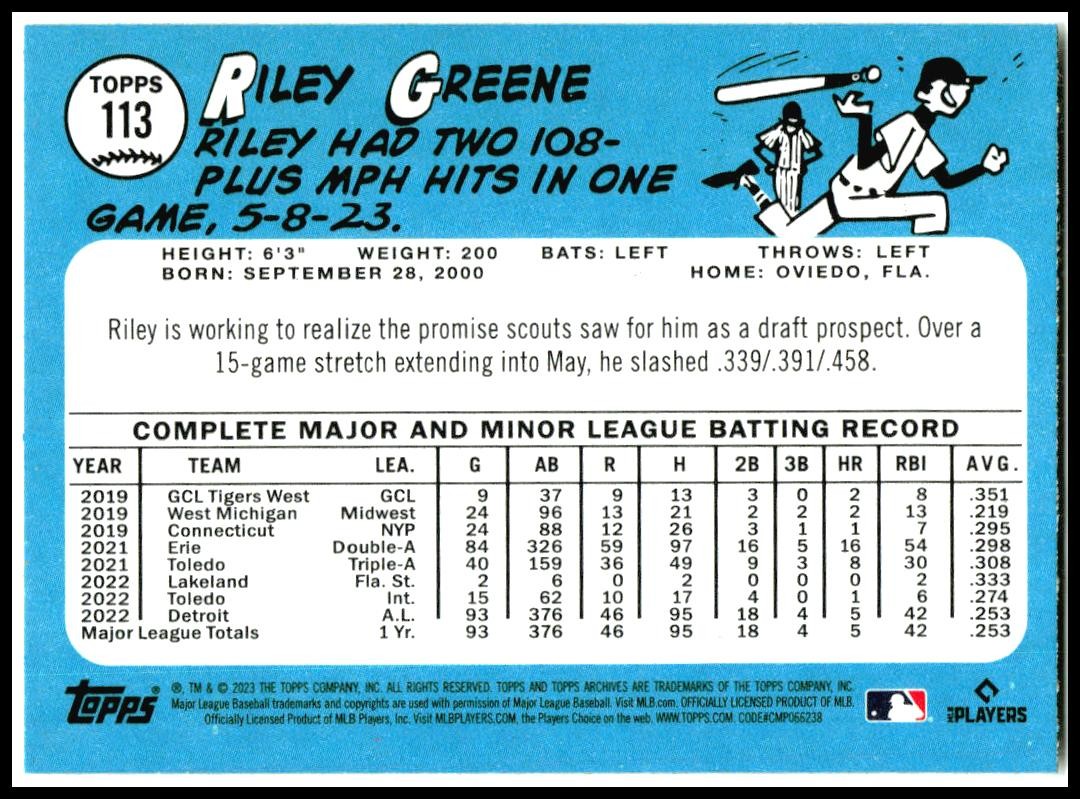 TOPPS
113
RILEY GREENE
RILEY HAD TWO 108-
PLUS MPH HITS IN ONE
GAME, 5-8-23.
HEIGHT: 6'3" WEIGHT: 200 BATS: LEFT THROWS: LEFT
BORN: SEPTEMBER 28, 2000 HOME: OVIEDO, FLA.
Riley is working to realize the promise scouts saw for him as a draft prospect. Over a
15-game stretch extending into May, he slashed .339/.391/.458.
COMPLETE MAJOR AND MINOR LEAGUE BATTING RECORD
YEAR TEAM LEA. G AB R H 2B 3B HR RBI AVG.
2019 GCL Tigers West GCL 9 37 9 13 3 0 2 8 .351
2019 West Michigan Midwest 24 96 13 21 2 2 2 13 .219
2019 Connecticut NYP 24 88 12 26 3 1 1 7 .295
2021 Erie Double-A 84 326 59 97 16 5 16 54 .298
2021 Toledo Triple-A 40 159 36 49 9 3 8 30 .308
2022 Lakeland Fla. St. 2 6 0 2 0 0 0 2 .333
2022 Toledo Int. 15 62 10 17 4 0 1 6 .274
2022 Detroit A.L. 93 376 46 95 18 4 5 42 .253
Major League Totals 1 Yr. 93 376 46 95 18 4 5 42 .253
topps®
®, TM & © 2023 THE TOPPS COMPANY, INC. ALL RIGHTS RESERVED. TOPPS AND TOPPS ARCHIVES ARE TRADEMARKS OF THE TOPPS COMPANY, INC.
Major League Baseball trademarks and copyrights are used with permission of Major League Baseball. Visit MLB.com. OFFICIALLY LICENSED PRODUCT OF MLB.
Officially Licensed Product of MLB Players, Inc. Visit MLBPLAYERS.COM, the Players Choice on the web. WWW.TOPPS.COM. CODE#CMP066238
MLB PLAYERS